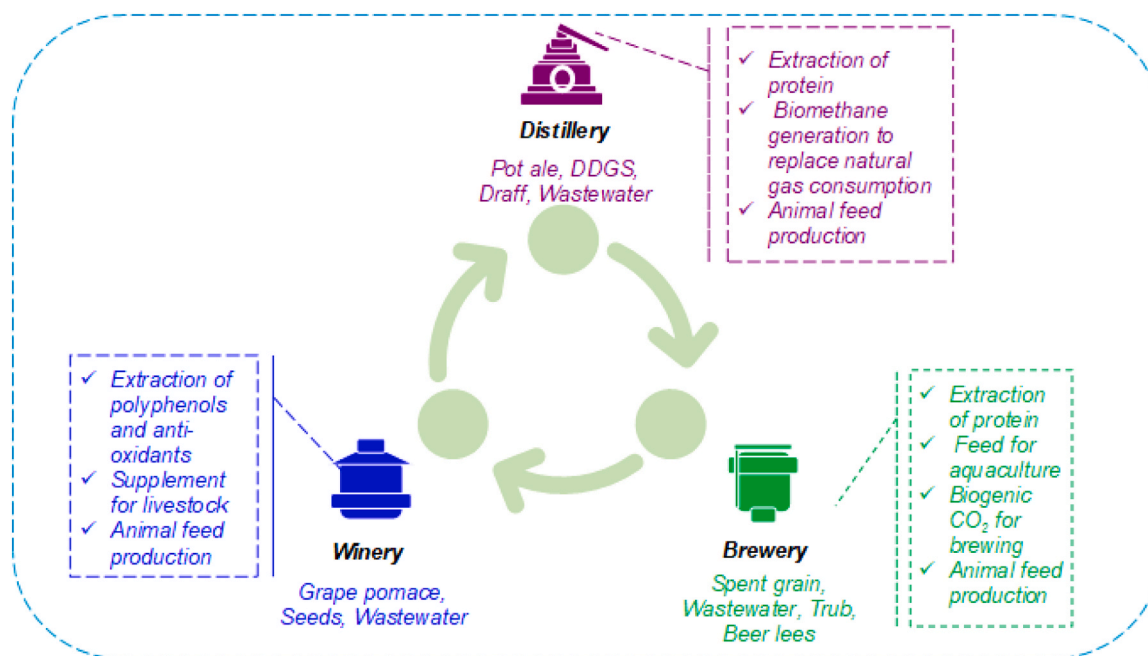 Distillery
Pot ale, DDGS,
Draff, Wastewater
✓ Extraction of
protein
✓ Biomethane
generation to
replace natural
gas consumption
✓ Animal feed
production
✓ Extraction of
polyphenols
and anti-
oxidants
✓ Supplement
for livestock
✓ Animal feed
production
Winery
Grape pomace,
Seeds, Wastewater
Brewery
Spent grain,
Wastewater, Trub,
Beer lees
✓ Extraction
of protein
✓ Feed for
aquaculture
✓ Biogenic
CO₂ for
brewing
✓ Animal feed
production